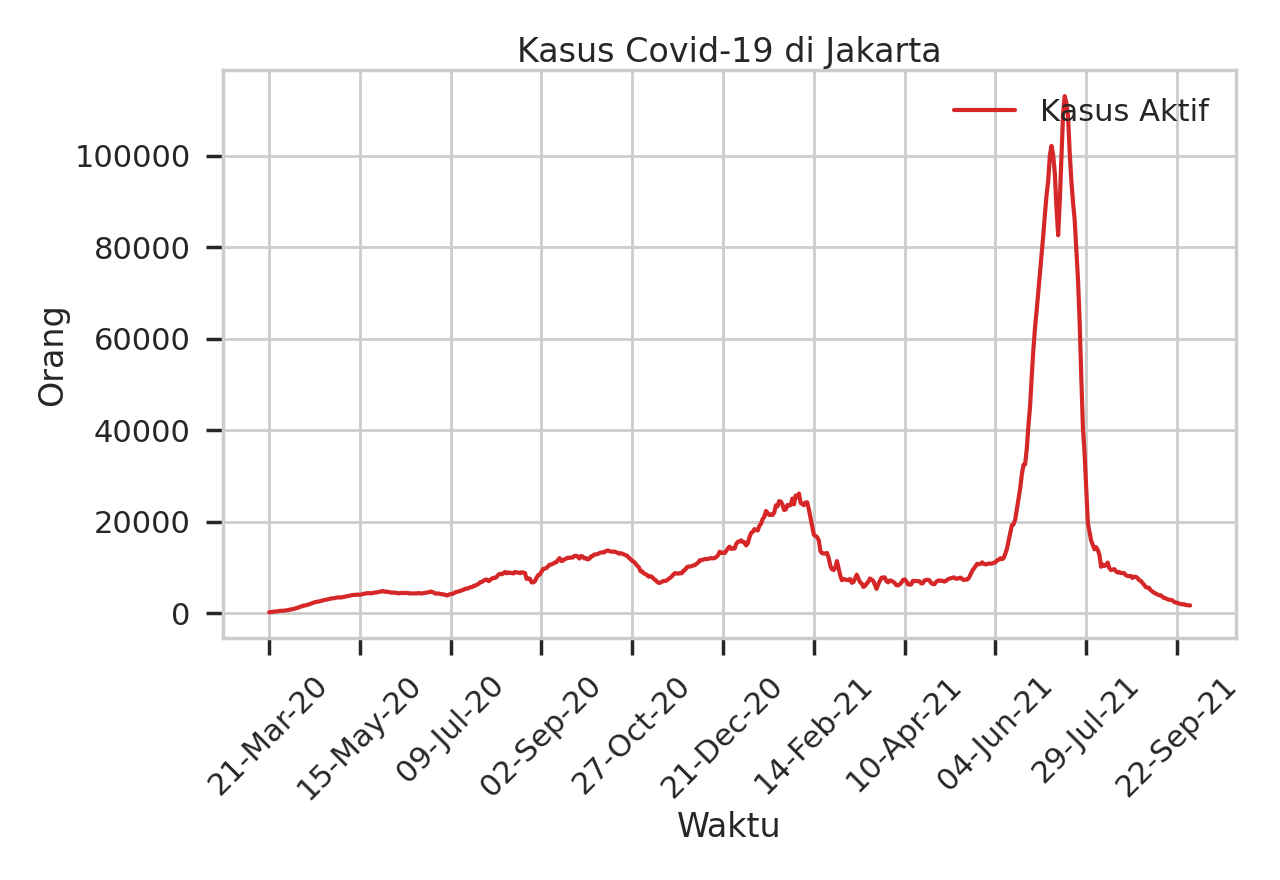 Kasus Covid-19 di Jakarta
Kasus Aktif
100000
80000
60000
40000
20000
0
Orang
21-Mar-20
15-May-20
09-Jul-20
02-Sep-20
27-Oct-20
21-Dec-20
14-Feb-21
10-Apr-21
04-Jun-21
29-Jul-21
22-Sep-21
Waktu